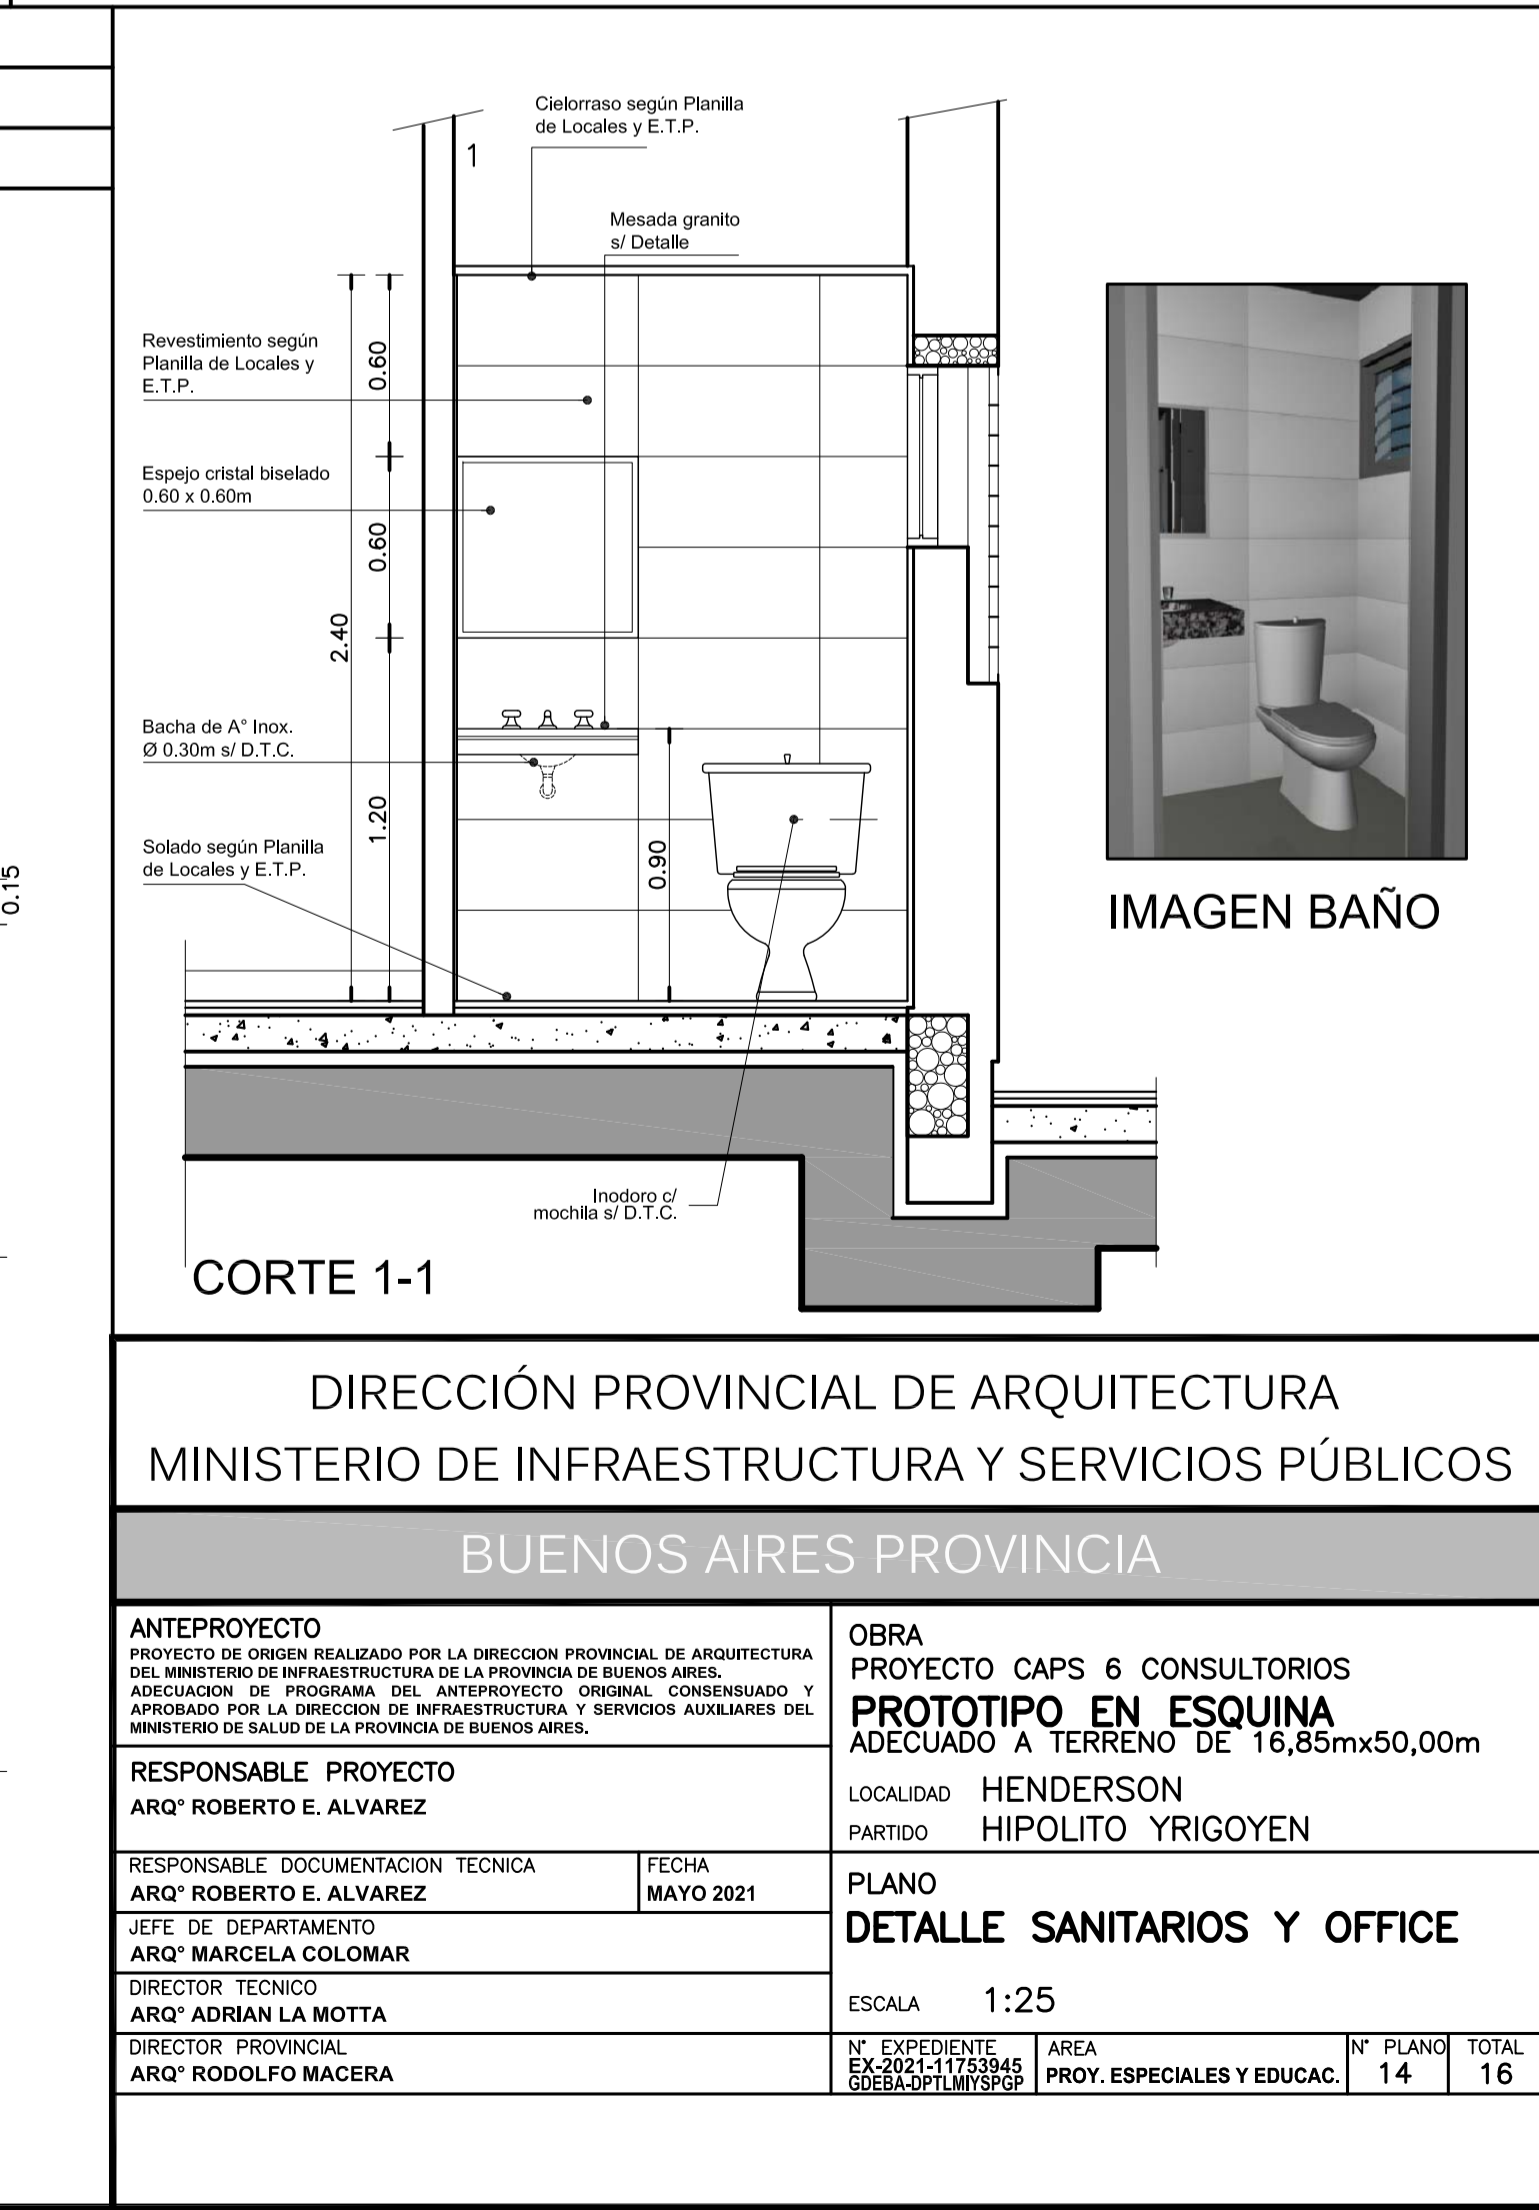 Cielorraso según Planilla
de Locales y E.T.P.
1
Mesada granito
s/ Detalle
Revestimiento según
Planilla de Locales y
E.T.P.
0.60
Espejo cristal biselado
0.60 x 0.60m
0.60
2.40
Bacha de A° Inox.
Ø 0.30m s/ D.T.C.
1.20
Solado según Planilla
de Locales y E.T.P.
0.90
0.15
IMAGEN BAÑO
Inodoro c/
mochila s/ D.T.C.
CORTE 1-1
DIRECCIÓN PROVINCIAL DE ARQUITECTURA
MINISTERIO DE INFRAESTRUCTURA Y SERVICIOS PÚBLICOS
BUENOS AIRES PROVINCIA
ANTEPROYECTO
PROYECTO DE ORIGEN REALIZADO POR LA DIRECCION PROVINCIAL DE ARQUITECTURA
DEL MINISTERIO DE INFRAESTRUCTURA DE LA PROVINCIA DE BUENOS AIRES.
ADECUACION DE PROGRAMA DEL ANTEPROYECTO ORIGINAL CONSENSUADO Y
APROBADO POR LA DIRECCION DE INFRAESTRUCTURA Y SERVICIOS AUXILIARES DEL
MINISTERIO DE SALUD DE LA PROVINCIA DE BUENOS AIRES.
RESPONSABLE PROYECTO
ARQ° ROBERTO E. ALVAREZ
RESPONSABLE DOCUMENTACION TECNICA
ARQ° ROBERTO E. ALVAREZ
FECHA
MAYO 2021
JEFE DE DEPARTAMENTO
ARQ° MARCELA COLOMAR
DIRECTOR TECNICO
ARQ° ADRIAN LA MOTTA
DIRECTOR PROVINCIAL
ARQ° RODOLFO MACERA
OBRA
PROYECTO CAPS 6 CONSULTORIOS
PROTOTIPO EN ESQUINA
ADECUADO A TERRENO DE 16,85mx50,00m
LOCALIDAD HENDERSON
PARTIDO HIPOLITO YRIGOYEN
PLANO
DETALLE SANITARIOS Y OFFICE
ESCALA 1:25
N° EXPEDIENTE
EX-2021-11753945
GDEBA-DPTLMIYSPGP
AREA
PROY. ESPECIALES Y EDUCAC.
N° PLANO
14
TOTAL
16